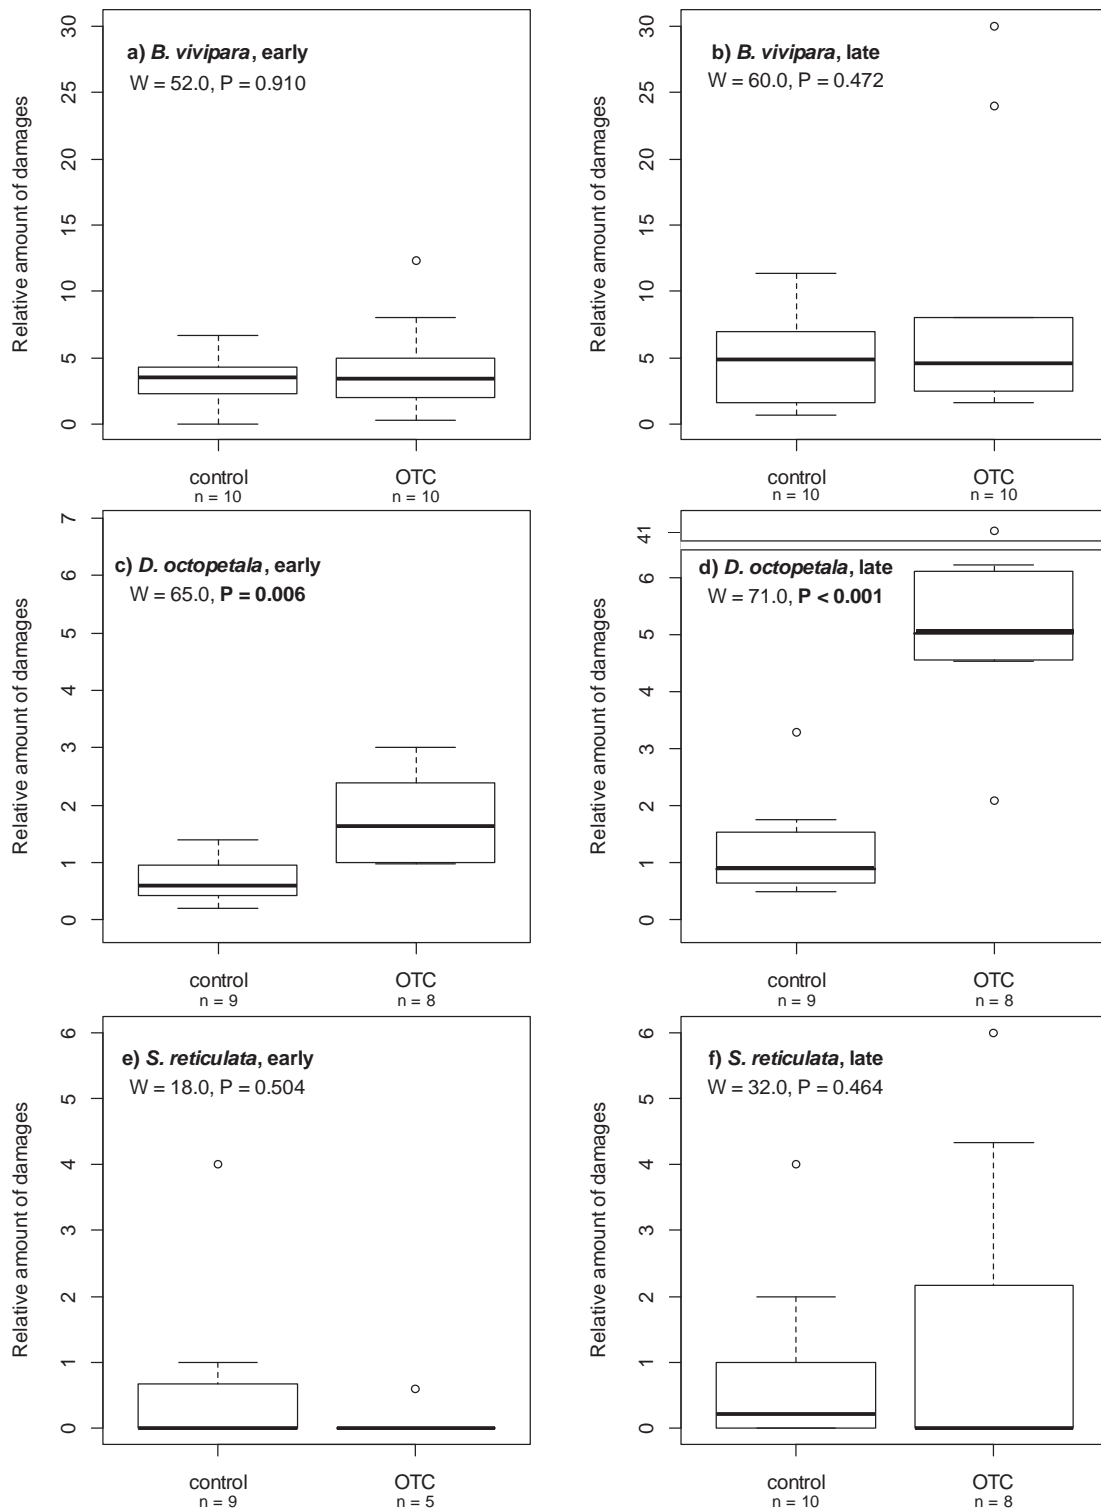 a) B. vivipara, early
W = 52.0, P = 0.910
Relative amount of damages
30
25
20
15
10
5
0
control
n = 10
OTC
n = 10
b) B. vivipara, late
W = 60.0, P = 0.472
Relative amount of damages
30
25
20
15
10
5
0
control
n = 10
OTC
n = 10
c) D. octopetala, early
W = 65.0, P = 0.006
Relative amount of damages
7
6
5
4
3
2
1
0
control
n = 9
OTC
n = 8
d) D. octopetala, late
W = 71.0, P < 0.001
Relative amount of damages
41
6
5
4
3
2
1
0
control
n = 9
OTC
n = 8
e) S. reticulata, early
W = 18.0, P = 0.504
Relative amount of damages
6
5
4
3
2
1
0
control
n = 9
OTC
n = 5
f) S. reticulata, late
W = 32.0, P = 0.464
Relative amount of damages
6
5
4
3
2
1
0
control
n = 10
OTC
n = 8